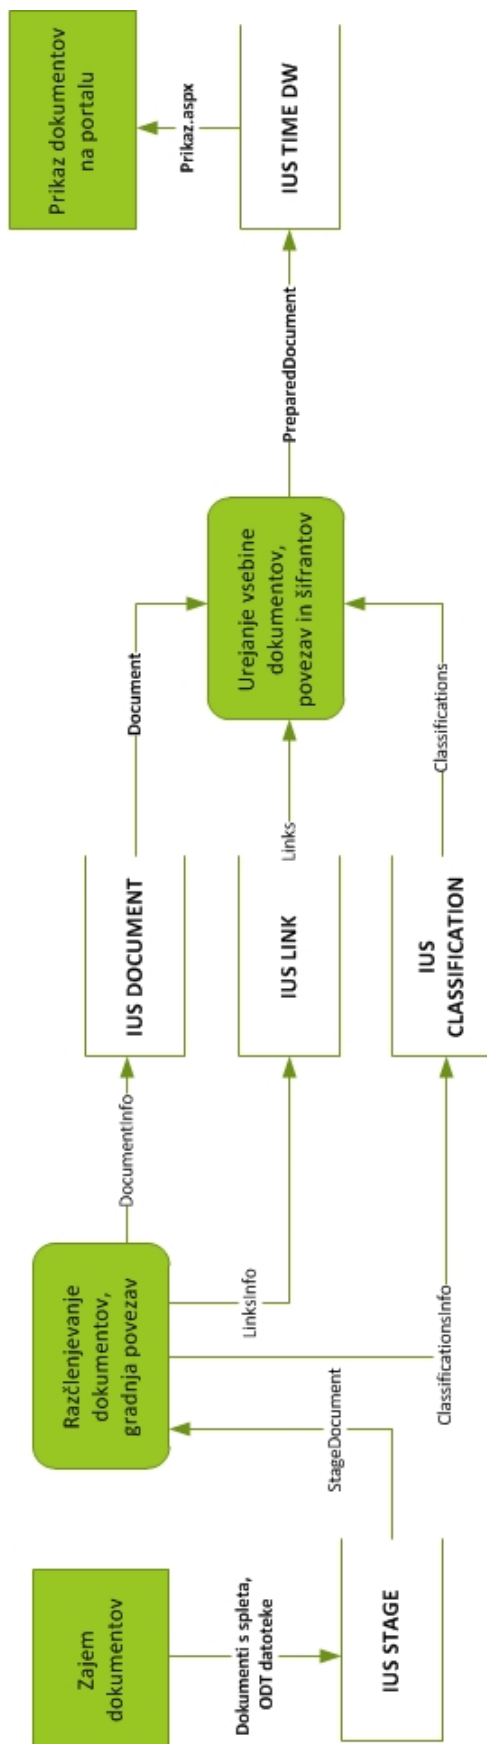 Zajem
dokumentov
Dokumenti s spleta,
ODT datoteke
IUS STAGE
StageDocument
Razčlenjevanje
dokumentov,
gradnja povezav
DocumentInfo
LinksInfo
ClassificationsInfo
IUS DOCUMENT
IUS LINK
IUS
CLASSIFICATION
Document
Links
Classifications
Urejanje vsebine
dokumentov,
povezav in šifrantov
PreparedDocument
IUS TIME DW
Prikaz.aspx
Prikaz dokumentov
na portalu